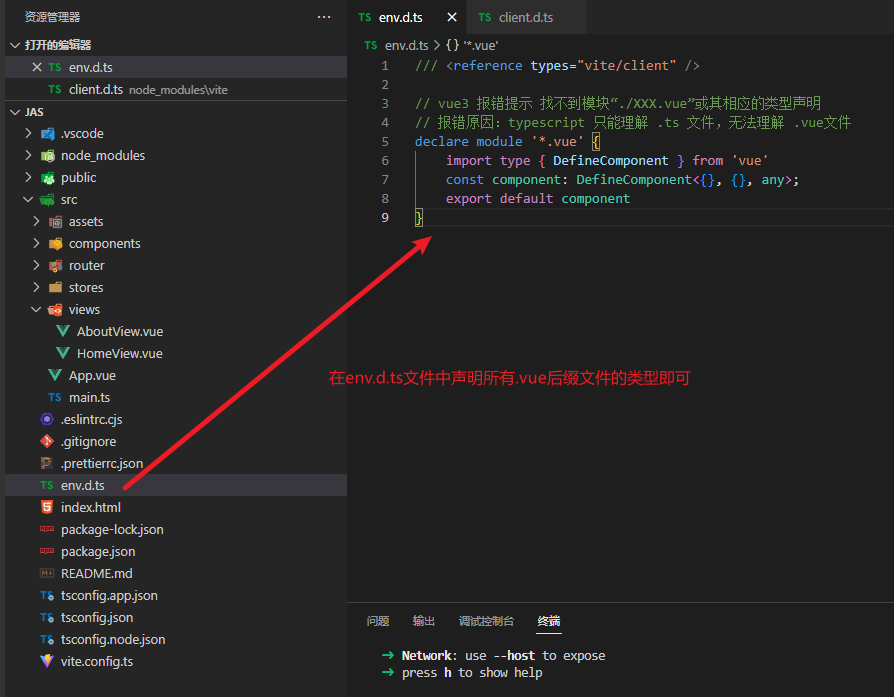 资源管理器
···
打开的编辑器
TS env.d.ts
TS client.d.ts node_modules\vite
JAS
.vscode
node_modules
public
src
assets
components
router
stores
views
AboutView.vue
HomeView.vue
App.vue
TS main.ts
.eslintrc.cjs
.gitignore
.prettierrc.json
TS env.d.ts
index.html
package-lock.json
package.json
README.md
tsconfig.app.json
tsconfig.json
tsconfig.node.json
vite.config.ts
TS env.d.ts
TS client.d.ts
TS env.d.ts > {} '*.vue'
1 /// <reference types="vite/client" />
2
3 // vue3 报错提示 找不到模块“./XXX.vue”或其相应的类型声明
4 // 报错原因: typescript 只能理解 .ts 文件，无法理解 .vue文件
5 declare module '*.vue' {
6 import type { DefineComponent } from 'vue'
7 const component: DefineComponent<{}, {}, any>;
8 export default component
9 }
在env.d.ts文件中声明所有.vue后缀文件的类型即可
问题 输出 调试控制台 终端
➜ Network: use --host to expose
➜ press h to show help